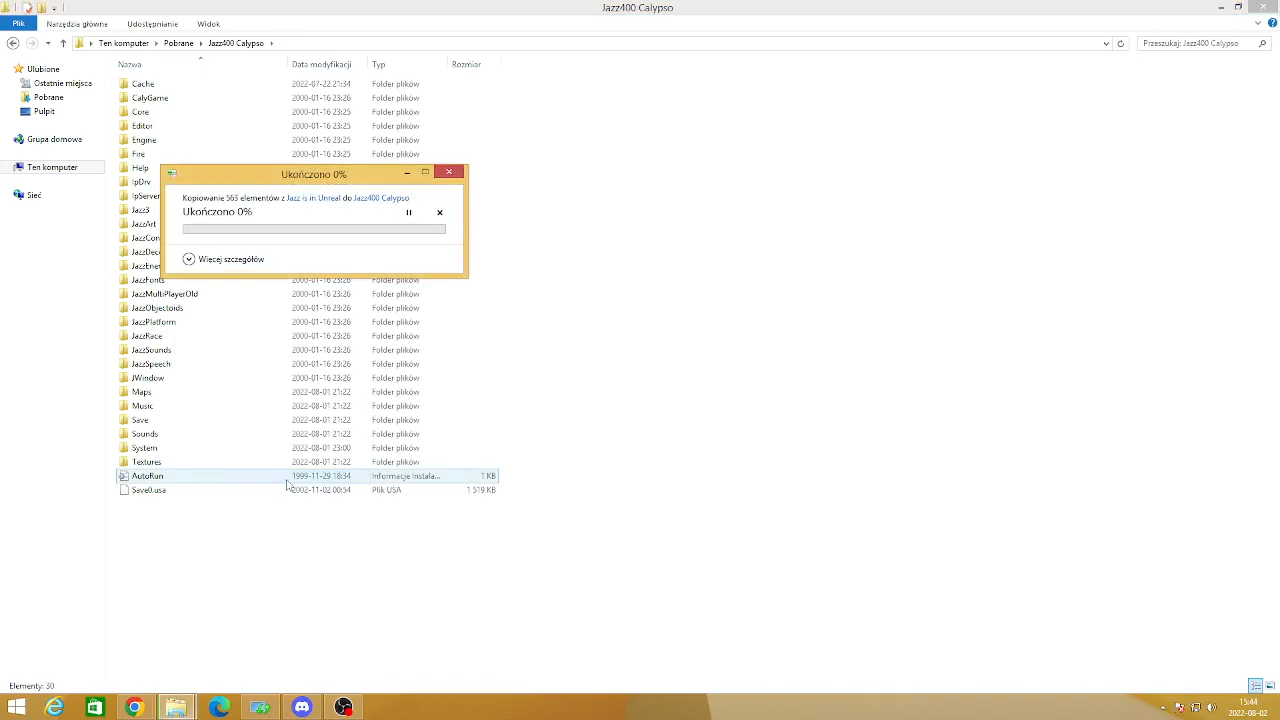 Jazz400 Calypso
Plik Narzędzia główne Udostępnianie Widok
Ten komputer Pobrane Jazz400 Calypso
Przeszukaj: Jazz400 Calypso
Ulubione
Ostatnie miejsca
Pobrane
Pulpit
Grupa domowa
Ten komputer
Sieć
Nazwa Data modyfikacji Typ Rozmiar
Cache 2022-07-22 21:34 Folder plików
CalyGame 2000-01-16 23:26 Folder plików
Core 2000-01-16 23:25 Folder plików
Editor 2000-01-16 23:25 Folder plików
Engine 2000-01-16 23:25 Folder plików
Fire 2000-01-16 23:25 Folder plików
Help
IpDrv
IpServer
Jazz3
JazzArt
JazzCon
JazzDeco
JazzEner
Ukończono 0%
Kopiowanie 563 elementów z Jazz is in Unreal do Jazz400 Calypso
Ukończono 0%
Więcej szczegółów
JazzFonts 2000-01-16 23:26 Folder plików
JazzMultiPlayerOld 2000-01-16 23:26 Folder plików
JazzObjectoids 2000-01-16 23:26 Folder plików
JazzPlatform 2000-01-16 23:26 Folder plików
JazzRace 2000-01-16 23:26 Folder plików
JazzSounds 2000-01-16 23:26 Folder plików
JazzSpeech 2000-01-16 23:26 Folder plików
JWindow 2000-01-16 23:26 Folder plików
Maps 2022-08-01 21:22 Folder plików
Music 2022-08-01 21:22 Folder plików
Save 2022-08-01 21:22 Folder plików
Sounds 2022-08-01 21:22 Folder plików
System 2022-08-01 23:00 Folder plików
Textures 2022-08-01 21:22 Folder plików
AutoRun 1999-11-29 18:34 Informacje Instala... 1 KB
Save0.usa 2002-11-02 00:54 Plik USA 1 519 KB
Elementy: 30
15:44
2022-08-02